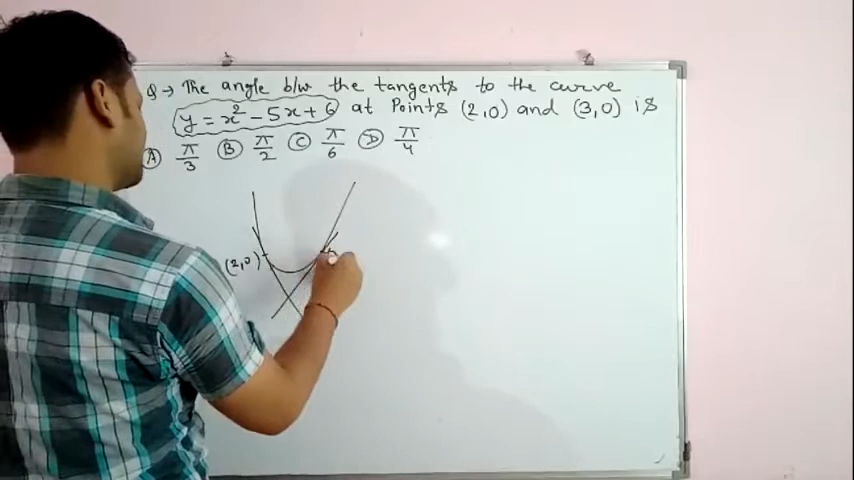 Q → The angle b/w the tangents to the curve
y = x² - 5x + 6 at Points (2,0) and (3,0) is
A π/3 B π/2 C π/6 D π/4
(2,0)